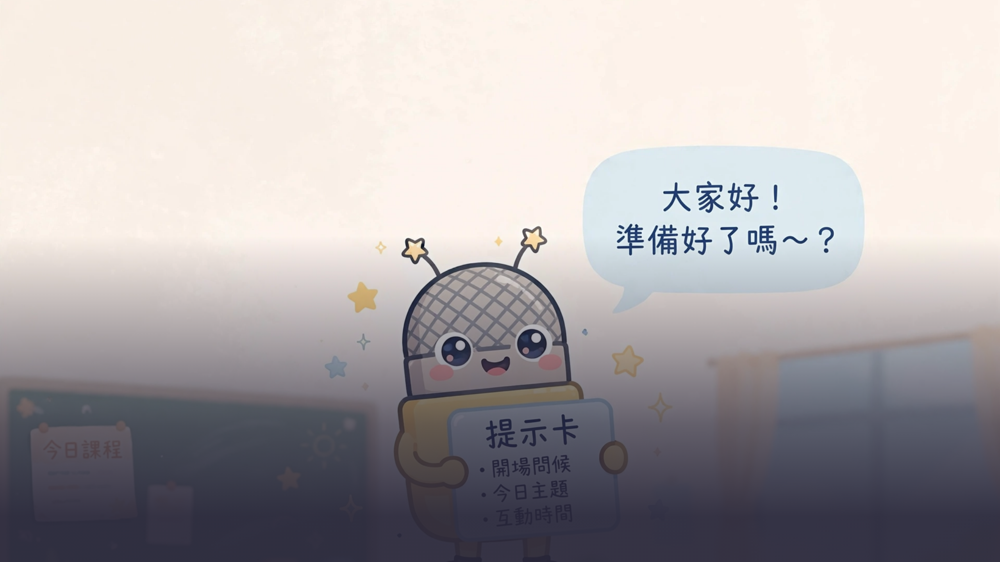 大家好！
準備好了嗎～？
今日課程
提示卡
・開場問候
・今日主題
・互動時間